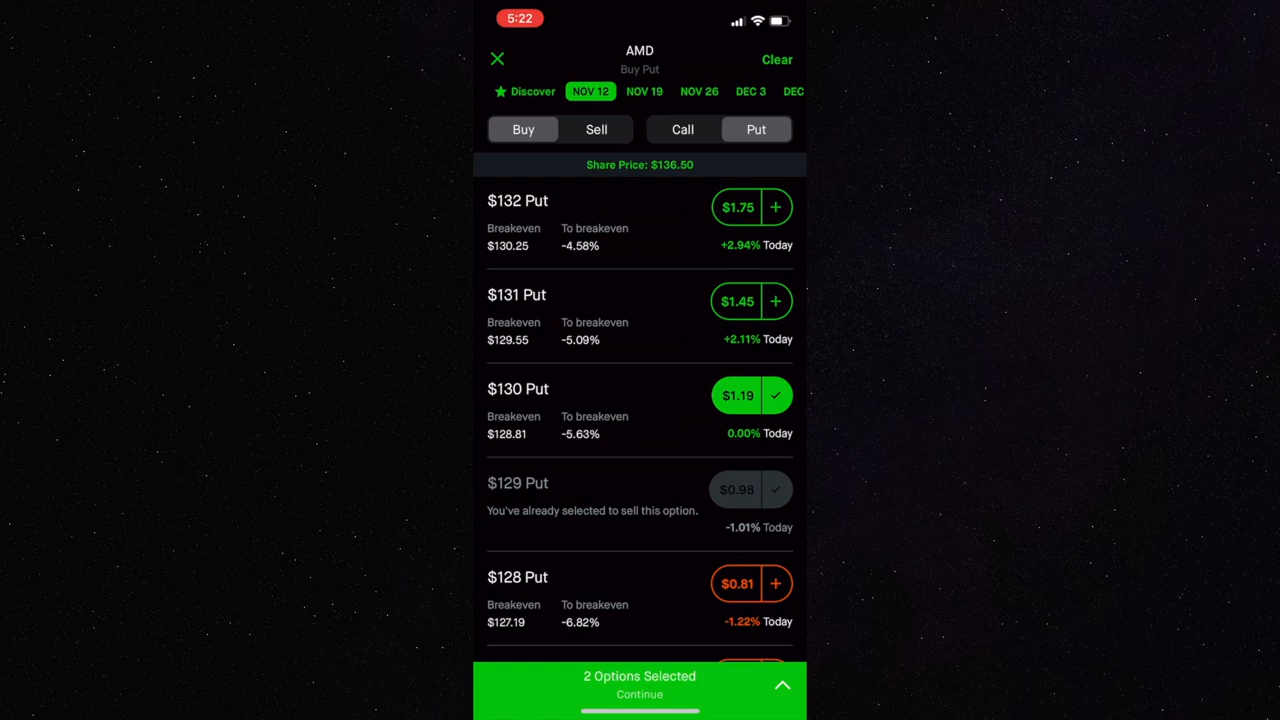 5:22
AMD
Buy Put
Clear
Discover NOV 12 NOV 19 NOV 26 DEC 3 DEC
Buy Sell Call Put
Share Price: $136.50
$132 Put
$1.75 +
Breakeven To breakeven
$130.25 -4.58%
+2.94% Today
$131 Put
$1.45 +
Breakeven To breakeven
$129.55 -5.09%
+2.11% Today
$130 Put
$1.19
Breakeven To breakeven
$128.81 -5.63%
0.00% Today
$129 Put
$0.98
You've already selected to sell this option.
-1.01% Today
$128 Put
$0.81 +
Breakeven To breakeven
$127.19 -6.82%
-1.22% Today
2 Options Selected
Continue